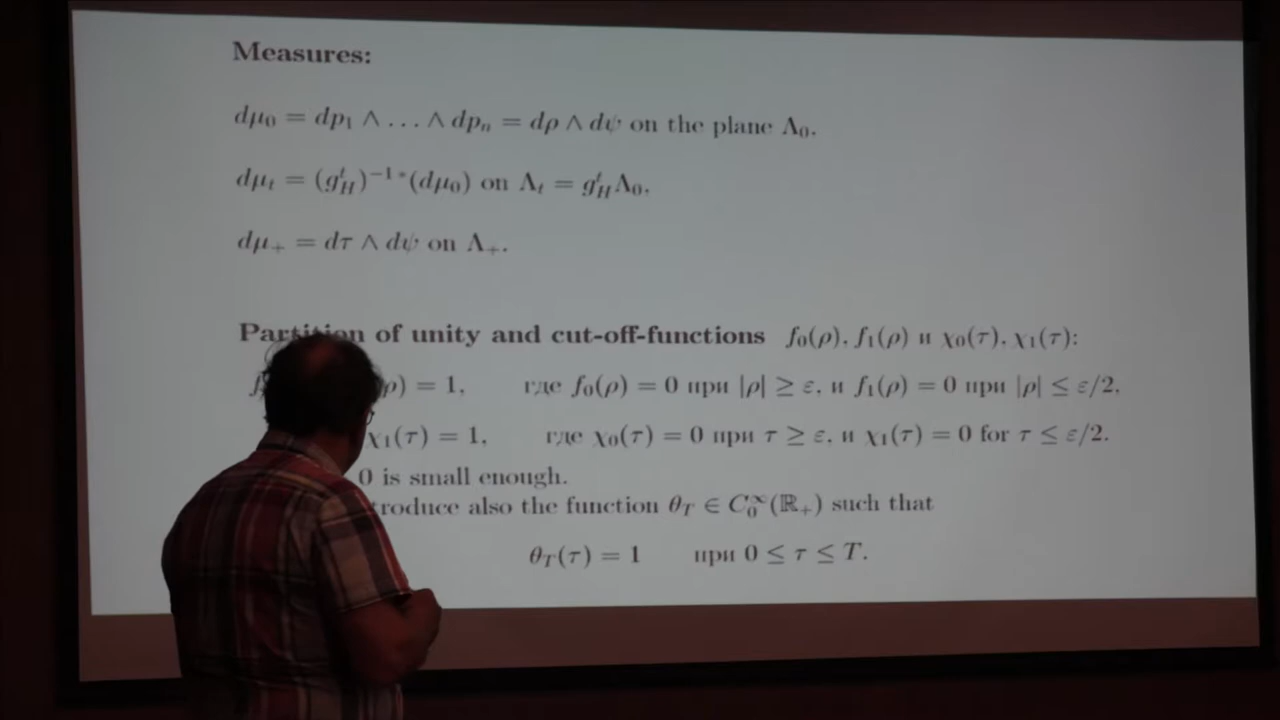 Measures:
dμ₀ = dp₁ ∧ … ∧ dpₙ = dρ ∧ dψ on the plane Λ₀.
dμₜ = (gᵗ_H)⁻¹*(dμ₀) on Λₜ = gᵗ_HΛ₀,
dμ₊ = dτ ∧ dψ on Λ₊.
Partition of unity and cut-off-functions f₀(ρ), f₁(ρ) и χ₀(τ), χ₁(τ):
ρ) = 1, где f₀(ρ) = 0 при |ρ| ≥ ε, и f₁(ρ) = 0 при |ρ| ≤ ε/2,
χ₁(τ) = 1, где χ₀(τ) = 0 при τ ≥ ε, и χ₁(τ) = 0 for τ ≤ ε/2.
0 is small enough.
troduce also the function θ_T ∈ C₀^∞(ℝ₊) such that
θ_T(τ) = 1 при 0 ≤ τ ≤ T.